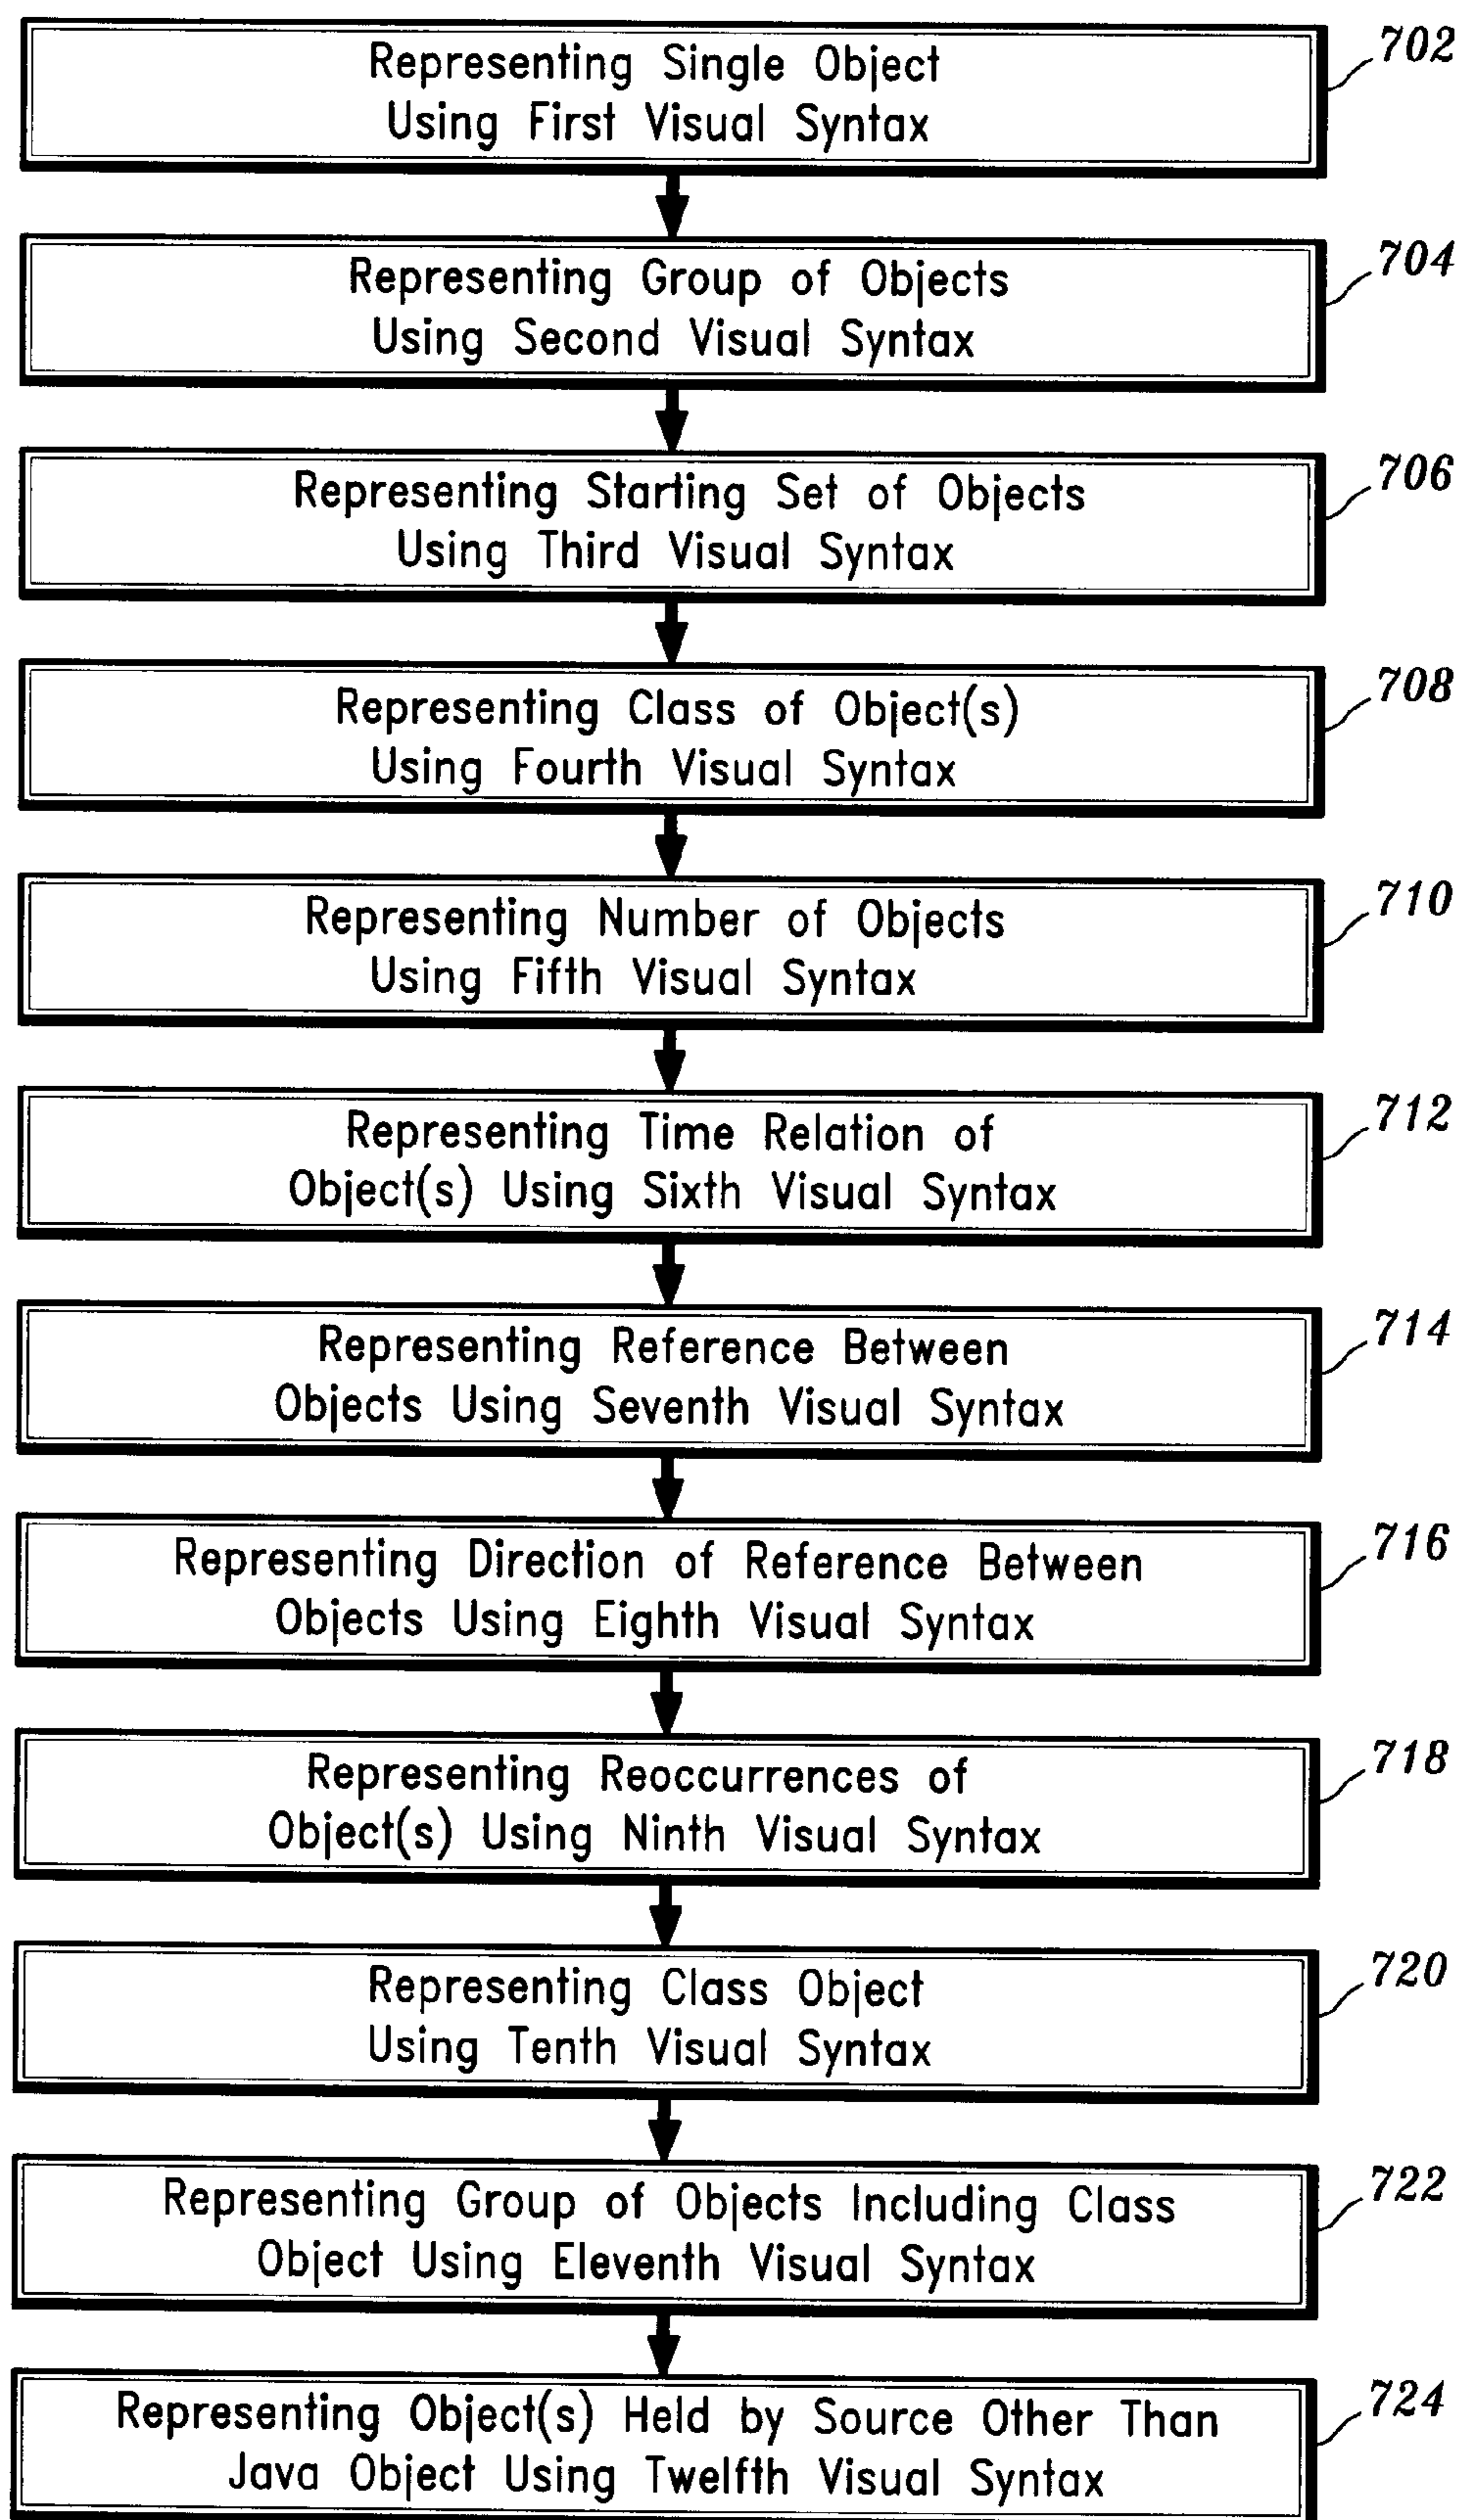 Representing Single Object
Using First Visual Syntax
702
Representing Group of Objects
Using Second Visual Syntax
704
Representing Starting Set of Objects
Using Third Visual Syntax
706
Representing Class of Object(s)
Using Fourth Visual Syntax
708
Representing Number of Objects
Using Fifth Visual Syntax
710
Representing Time Relation of
Object(s) Using Sixth Visual Syntax
712
Representing Reference Between
Objects Using Seventh Visual Syntax
714
Representing Direction of Reference Between
Objects Using Eighth Visual Syntax
716
Representing Reoccurrences of
Object(s) Using Ninth Visual Syntax
718
Representing Class Object
Using Tenth Visual Syntax
720
Representing Group of Objects Including Class
Object Using Eleventh Visual Syntax
722
Representing Object(s) Held by Source Other Than
Java Object Using Twelfth Visual Syntax
724